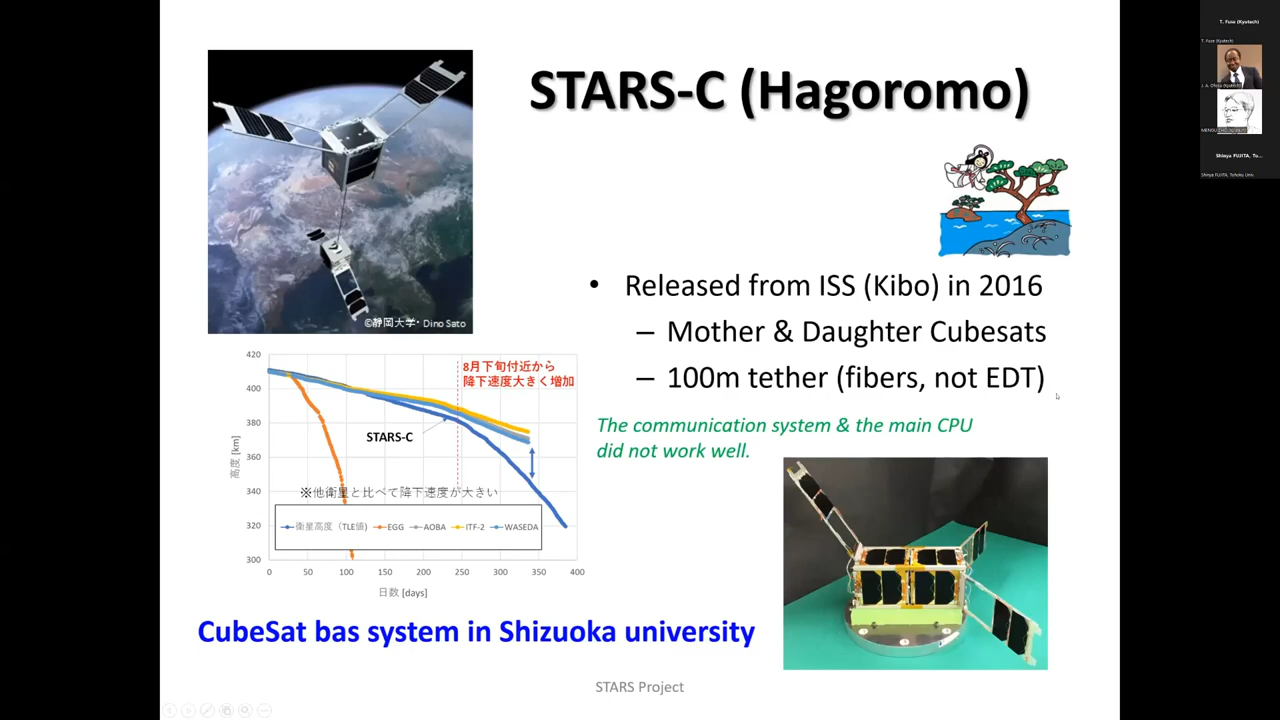 STARS-C (Hagoromo)
©静岡大学・Dino Sato
• Released from ISS (Kibo) in 2016
– Mother & Daughter Cubesats
– 100m tether (fibers, not EDT)
The communication system & the main CPU
did not work well.
8月下旬付近から
降下速度大きく増加
420
400
380
360
340
320
300
高度 [km]
STARS-C
※他衛星と比べて降下速度が大きい
衛星高度（TLE値) EGG AOBA ITF-2 WASEDA
0 50 100 150 200 250 300 350 400
日数 [days]
CubeSat bas system in Shizuoka university
STARS Project
T. Fuse (Kyutech)
T. Fuse (Kyutech)
Shinya FUJITA, To...
Shinya FUJITA, Tohoku Univ.